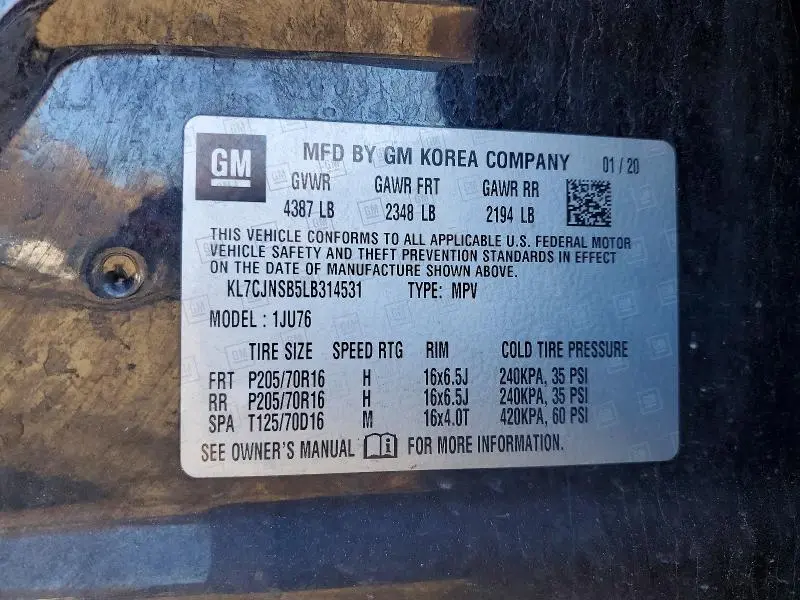 GM
MFD BY GM KOREA COMPANY 01 / 20
GVWR GAWR FRT GAWR RR
4387 LB 2348 LB 2194 LB
THIS VEHICLE CONFORMS TO ALL APPLICABLE U.S. FEDERAL MOTOR
VEHICLE SAFETY AND THEFT PREVENTION STANDARDS IN EFFECT
ON THE DATE OF MANUFACTURE SHOWN ABOVE.
KL7CJNSB5LB314531 TYPE: MPV
MODEL : 1JU76
TIRE SIZE SPEED RTG RIM COLD TIRE PRESSURE
FRT P205/70R16 H 16x6.5J 240KPA, 35 PSI
RR P205/70R16 H 16x6.5J 240KPA, 35 PSI
SPA T125/70D16 M 16x4.0T 420KPA, 60 PSI
SEE OWNER'S MANUAL i FOR MORE INFORMATION.